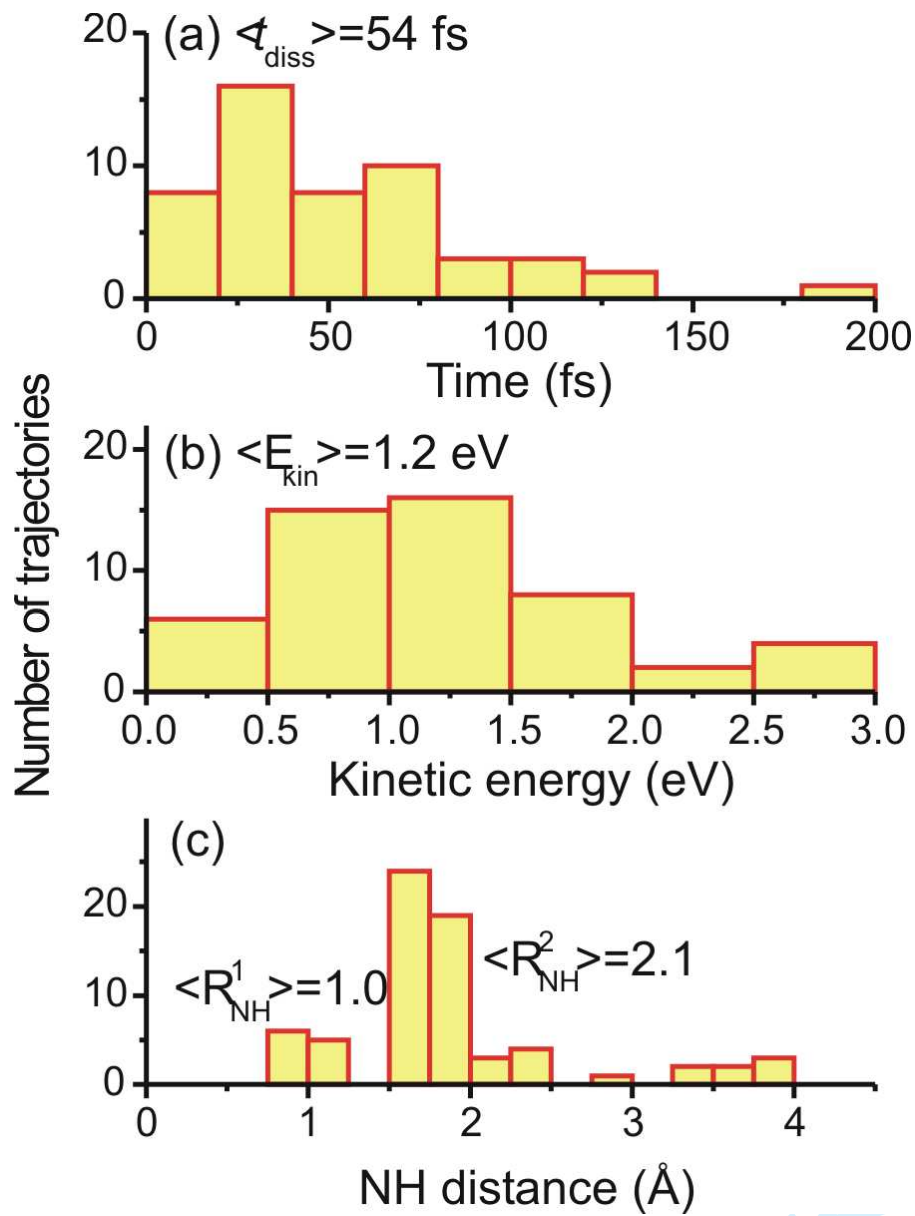 Number of trajectories
20
(a) <t_diss>=54 fs
10
0
0 50 100 150 200
Time (fs)
20
(b) <E_kin>=1.2 eV
10
0
0.0 0.5 1.0 1.5 2.0 2.5 3.0
Kinetic energy (eV)
(c)
20
<R^1_NH>=1.0
<R^2_NH>=2.1
10
0
0 1 2 3 4
NH distance (Å)